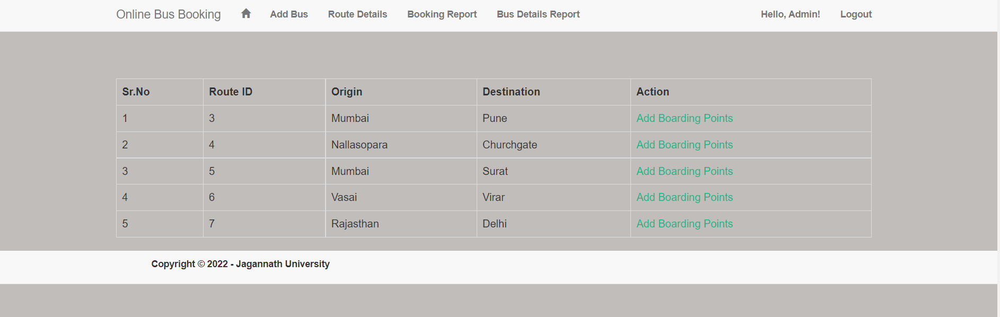 Online Bus Booking Add Bus Route Details Booking Report Bus Details Report Hello, Admin! Logout
Sr.No Route ID Origin Destination Action
1 3 Mumbai Pune Add Boarding Points
2 4 Nallasopara Churchgate Add Boarding Points
3 5 Mumbai Surat Add Boarding Points
4 6 Vasai Virar Add Boarding Points
5 7 Rajasthan Delhi Add Boarding Points
Copyright © 2022 - Jagannath University